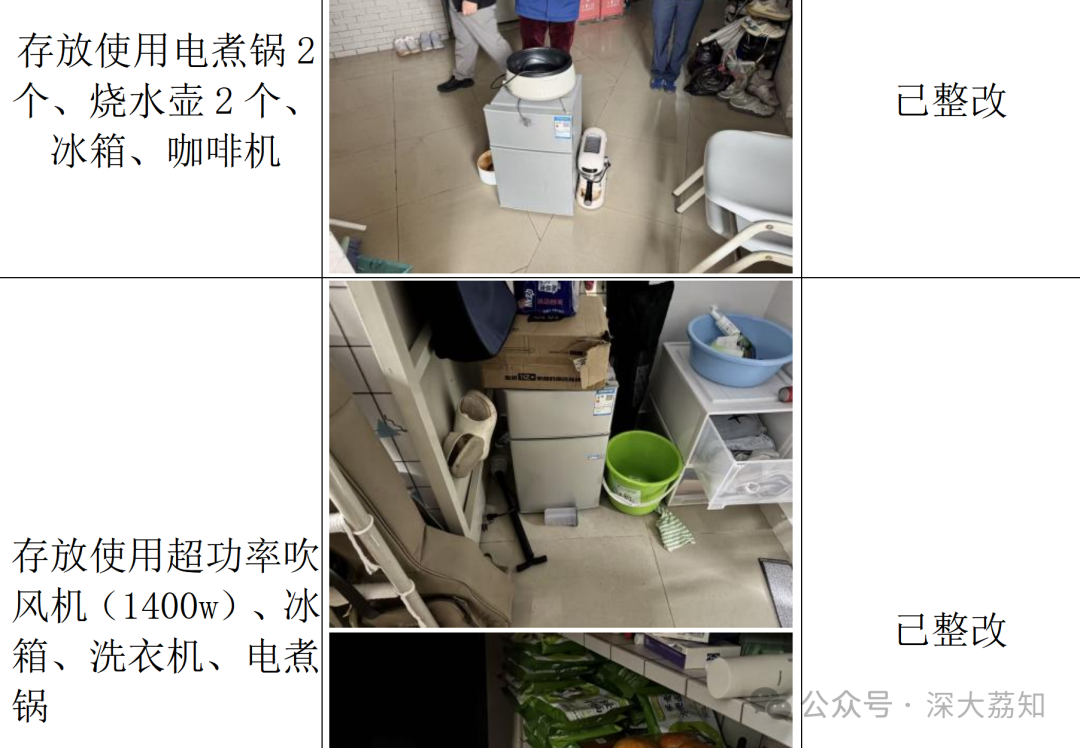 存放使用电煮锅 2
个、烧水壶 2 个、
冰箱、咖啡机
已整改
存放使用超功率吹
风机（1400w）、冰
箱、洗衣机、电煮
锅
已整改
公众号 · 深大荔知